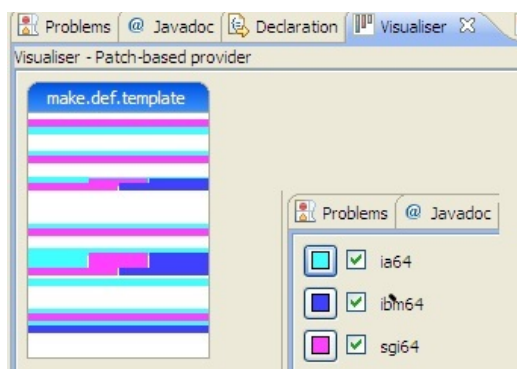 Problems @ Javadoc Declaration Visualiser
Visualiser - Patch-based provider
make.def.template
Problems @ Javadoc
ia64
ibm64
sgi64